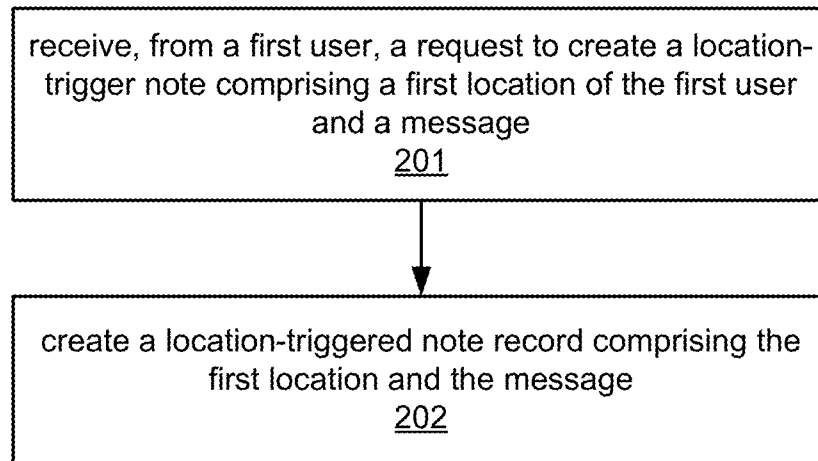 receive, from a first user, a request to create a location-
trigger note comprising a first location of the first user
and a message
201
create a location-triggered note record comprising the
first location and the message
202